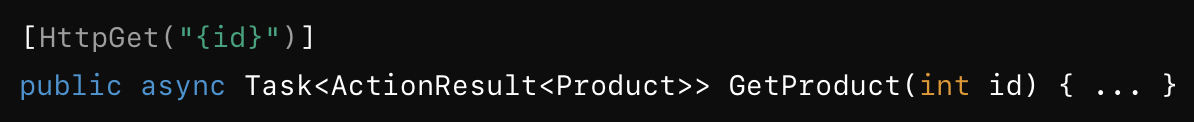 [HttpGet("{id}")]
public async Task<ActionResult<Product>> GetProduct(int id) { ... }